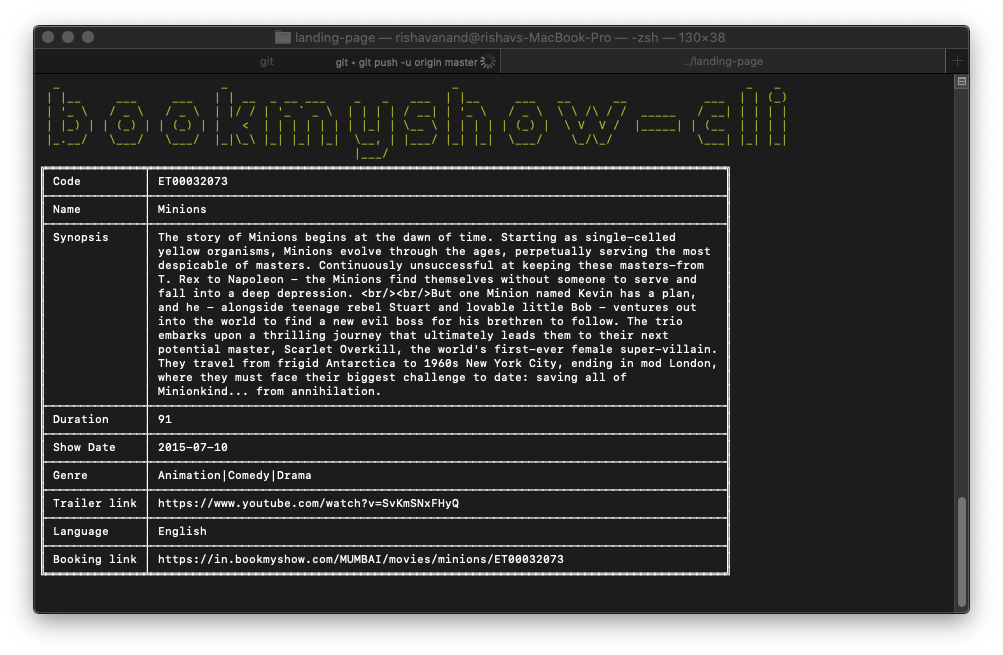 landing-page — rishavanand@rishavs-MacBook-Pro — -zsh — 130×38
git git ◂ git push -u origin master ../landing-page +
bookmyshow-cli
Code ET00032073
Name Minions
Synopsis The story of Minions begins at the dawn of time. Starting as single-celled
yellow organisms, Minions evolve through the ages, perpetually serving the most
despicable of masters. Continuously unsuccessful at keeping these masters—from
T. Rex to Napoleon – the Minions find themselves without someone to serve and
fall into a deep depression. <br/><br/>But one Minion named Kevin has a plan,
and he – alongside teenage rebel Stuart and lovable little Bob – ventures out
into the world to find a new evil boss for his brethren to follow. The trio
embarks upon a thrilling journey that ultimately leads them to their next
potential master, Scarlet Overkill, the world's first-ever female super-villain.
They travel from frigid Antarctica to 1960s New York City, ending in mod London,
where they must face their biggest challenge to date: saving all of
Minionkind... from annihilation.
Duration 91
Show Date 2015-07-10
Genre Animation|Comedy|Drama
Trailer link https://www.youtube.com/watch?v=SvKmSNxFHyQ
Language English
Booking link https://in.bookmyshow.com/MUMBAI/movies/minions/ET00032073